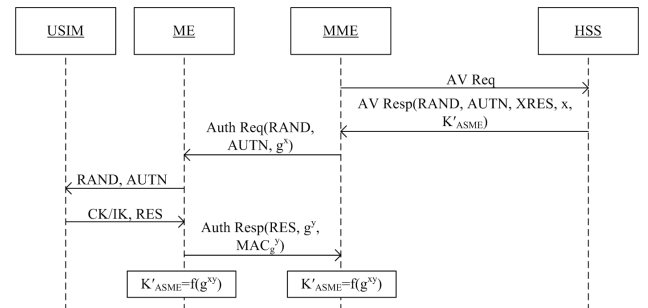 USIM
ME
MME
HSS
AV Req
AV Resp(RAND, AUTN, XRES, x,
K′ASME)
Auth Req(RAND,
AUTN, gˣ)
RAND, AUTN
CK/IK, RES
Auth Resp(RES, gʸ,
MACgʸ)
K′ASME=f(gˣʸ)
K′ASME=f(gˣʸ)